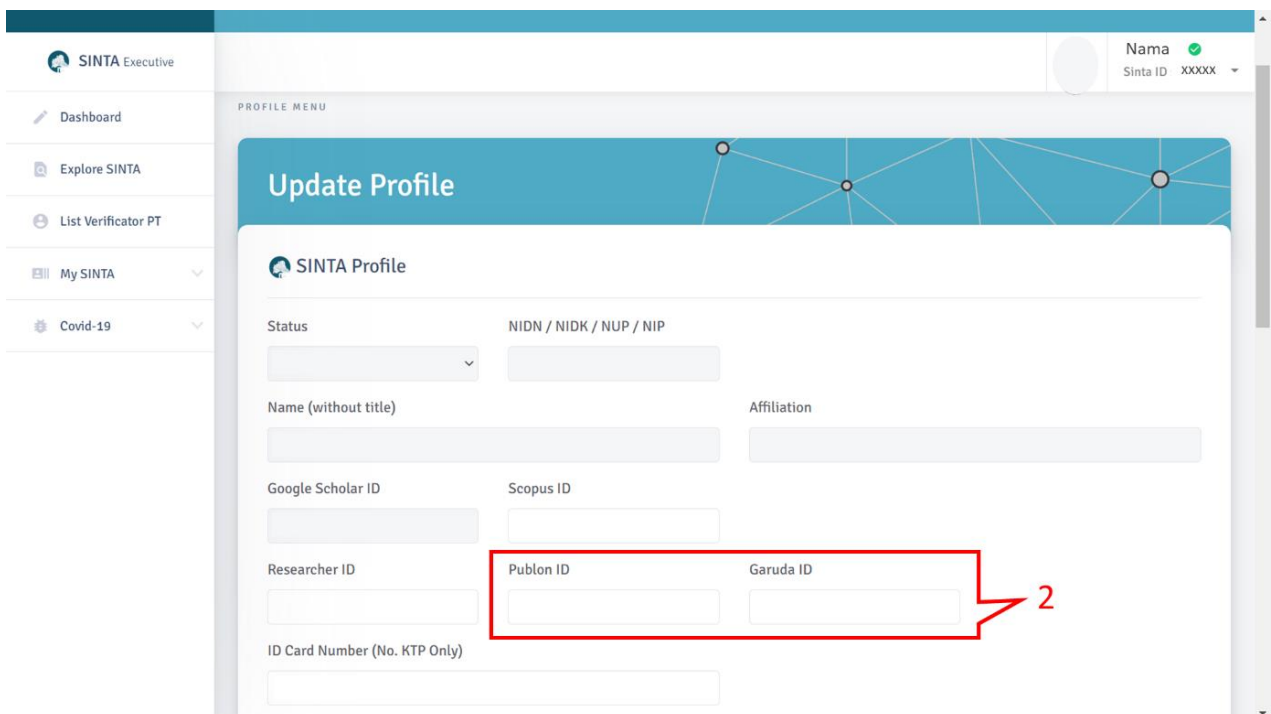 SINTA Executive
Nama
Sinta ID XXXXX
Dashboard
Explore SINTA
List Verificator PT
My SINTA
Covid-19
PROFILE MENU
Update Profile
SINTA Profile
Status
NIDN / NIDK / NUP / NIP
Name (without title)
Affiliation
Google Scholar ID
Scopus ID
Researcher ID
Publon ID
Garuda ID
2
ID Card Number (No. KTP Only)